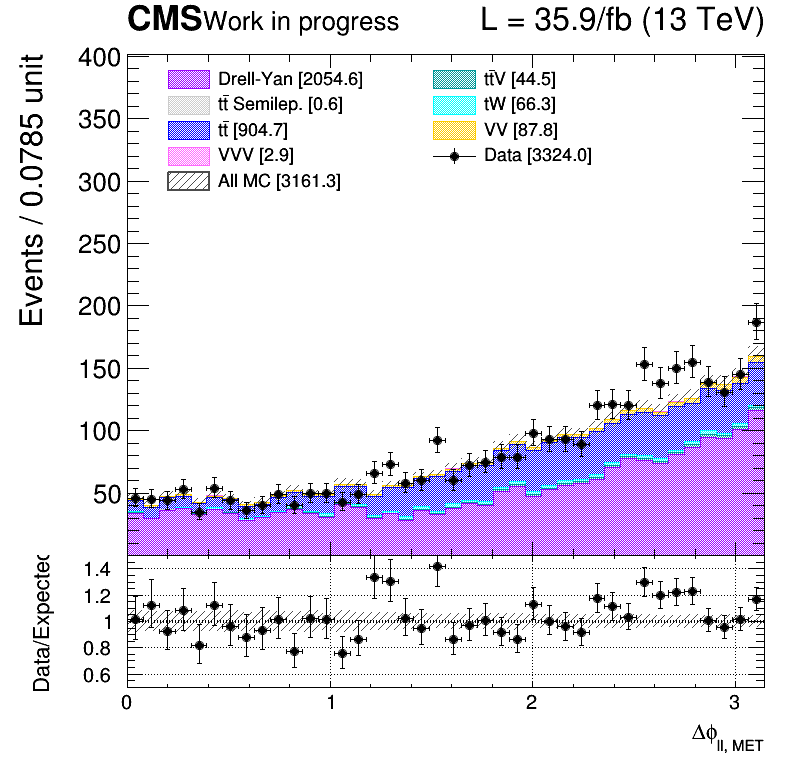 CMS Work in progress L = 35.9/fb (13 TeV)
Events / 0.0785 unit
400
350
300
250
200
150
100
50
Drell-Yan [2054.6]
tt̄ Semilep. [0.6]
tt̄ [904.7]
VVV [2.9]
All MC [3161.3]
tt̄V [44.5]
tW [66.3]
VV [87.8]
Data [3324.0]
Data/Expected
1.4
1.2
1
0.8
0.6
0 1 2 3
Δϕll, MET